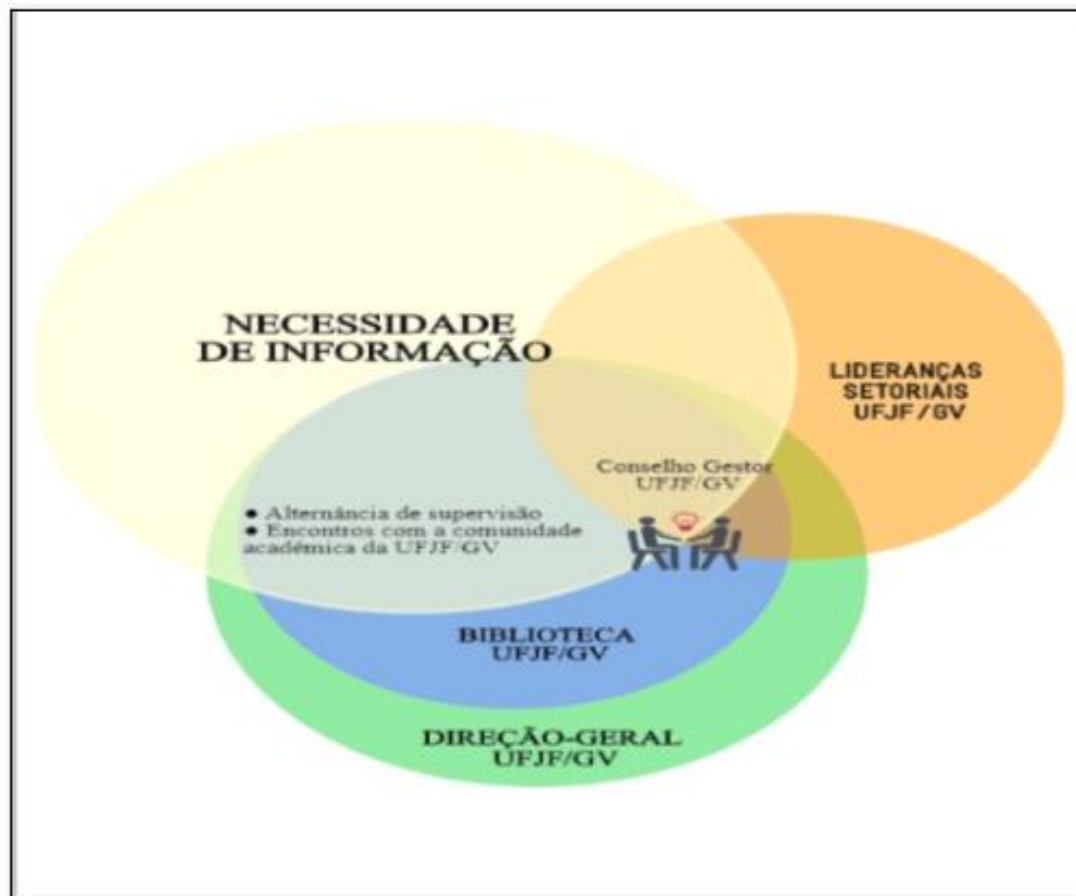 NECESSIDADE
DE INFORMAÇÃO
LIDERANÇAS
SETORIAIS
UFJF/GV
Conselho Gestor
UFJF/GV
● Alternância de supervisão
● Encontros com a comunidade
acadêmica da UFJF/GV
BIBLIOTECA
UFJF/GV
DIREÇÃO-GERAL
UFJF/GV